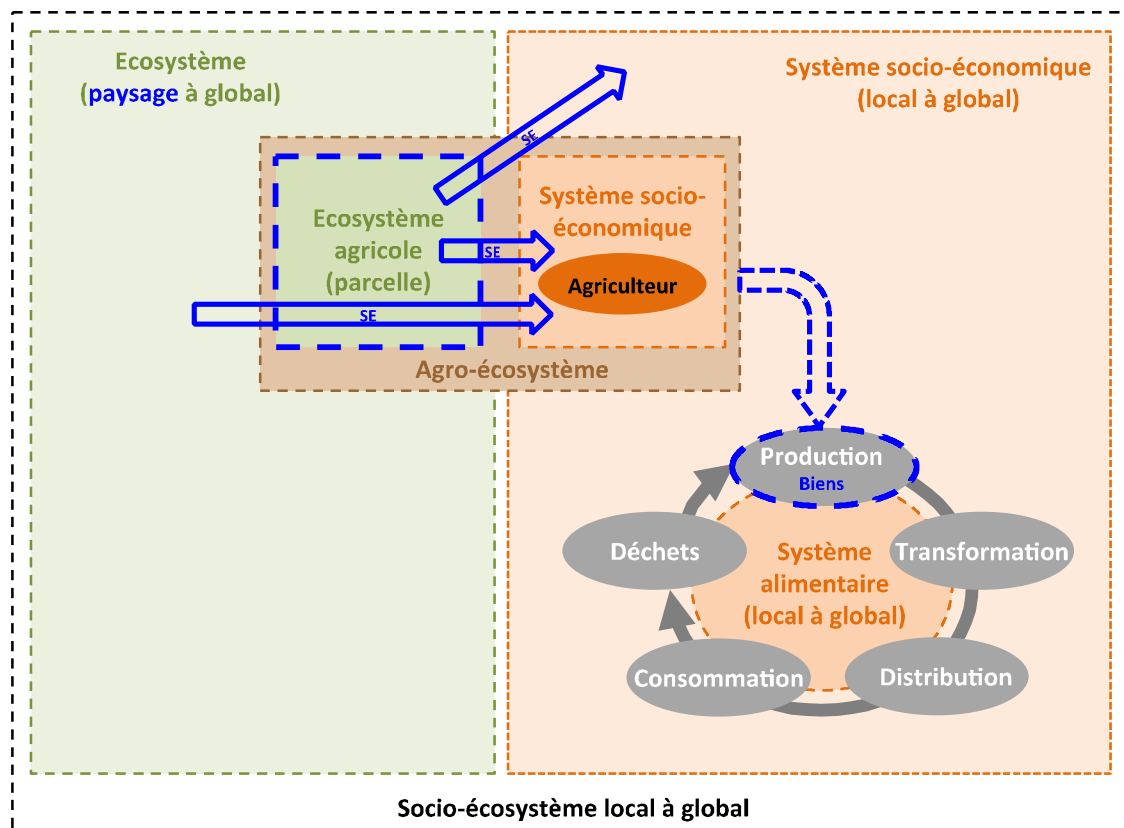 Ecosystème
(paysage à global)
Système socio-économique
(local à global)
SE
Ecosystème
agricole
(parcelle)
SE
SE
Système socio-
économique
Agriculteur
Agro-écosystème
Production
Biens
Déchets
Transformation
Système
alimentaire
(local à global)
Consommation
Distribution
Socio-écosystème local à global